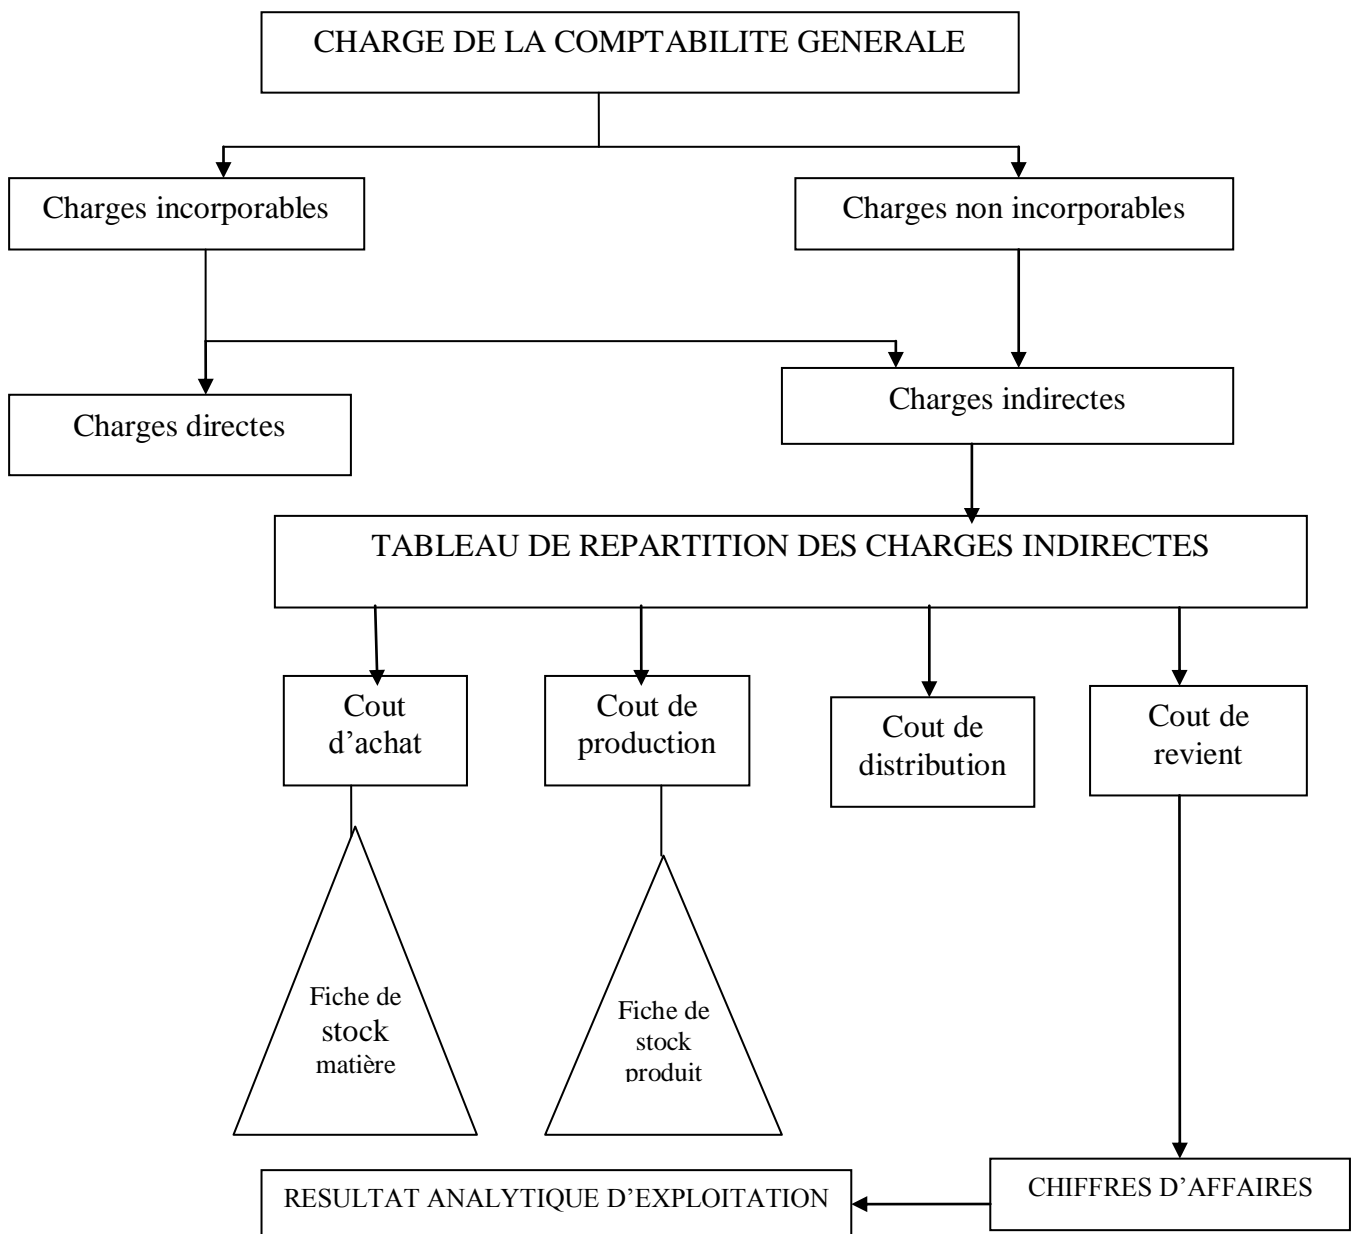 CHARGE DE LA COMPTABILITE GENERALE
Charges incorporables
Charges non incorporables
Charges directes
Charges indirectes
TABLEAU DE REPARTITION DES CHARGES INDIRECTES
Cout
d’achat
Cout de
production
Cout de
distribution
Cout de
revient
Fiche de
stock
matière
Fiche de
stock
produit
RESULTAT ANALYTIQUE D’EXPLOITATION
CHIFFRES D’AFFAIRES